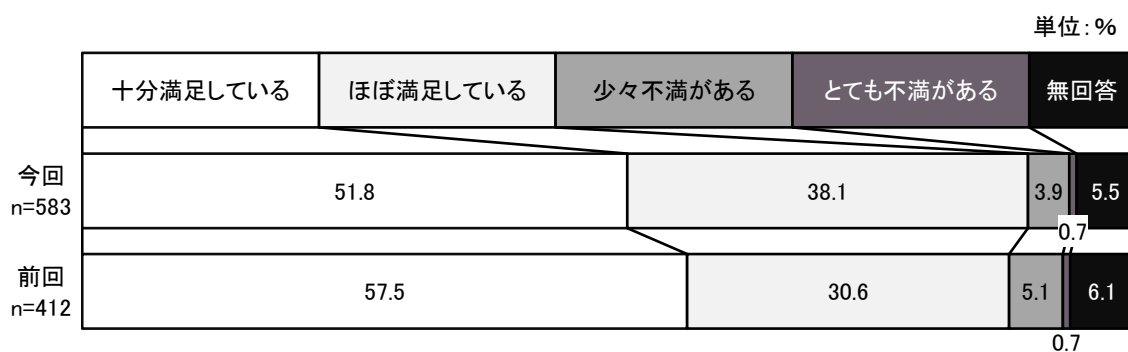 単位:%
十分満足している ほぼ満足している 少々不満がある とても不満がある 無回答
今回
n=583
51.8 38.1 3.9 0.7 5.5
前回
n=412
57.5 30.6 5.1 0.7 6.1